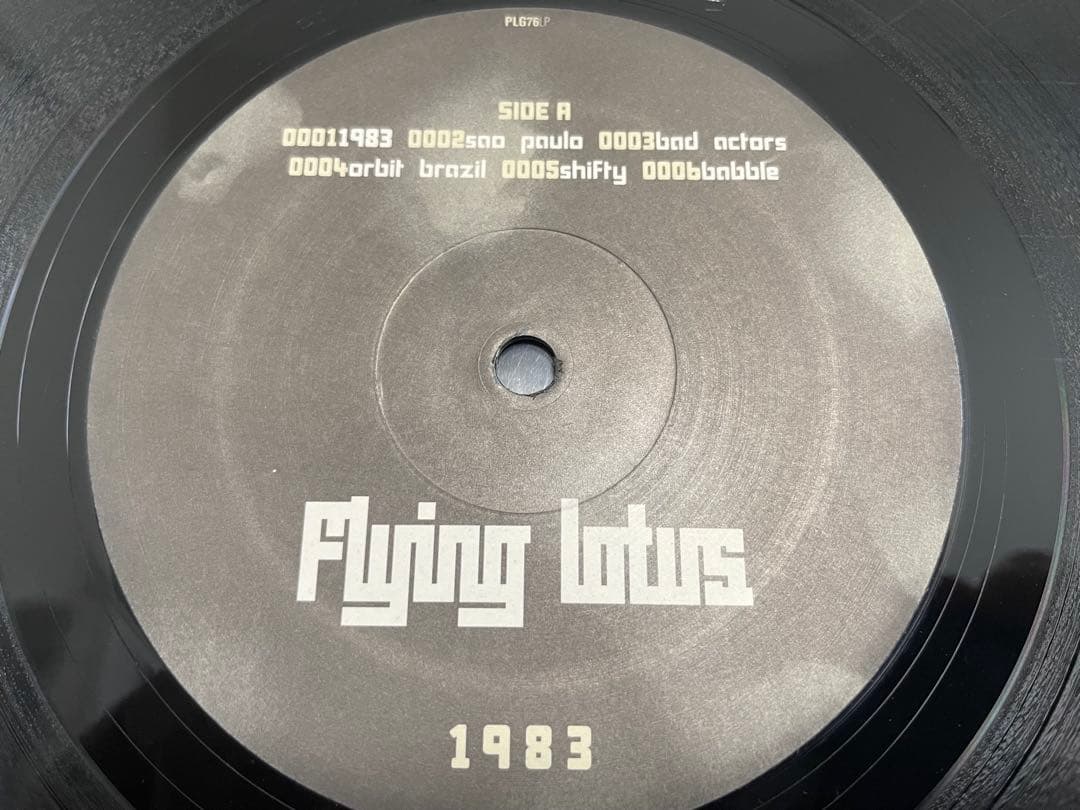 PLG76LP
SIDE A
00011983 0002sao paulo 0003bad actors
0004orbit brazil 0005shifty 0006babble
Flying lotus
1983